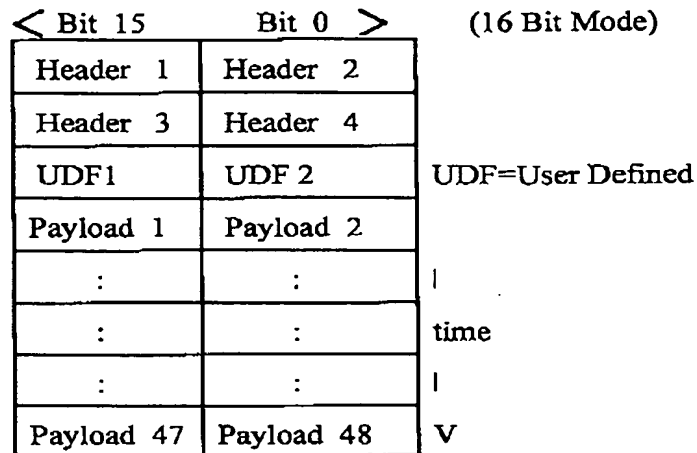 < Bit 15 Bit 0 > (16 Bit Mode)
Header 1 Header 2
Header 3 Header 4
UDF1 UDF 2 UDF=User Defined
Payload 1 Payload 2
: : |
: : time
: : |
Payload 47 Payload 48 V